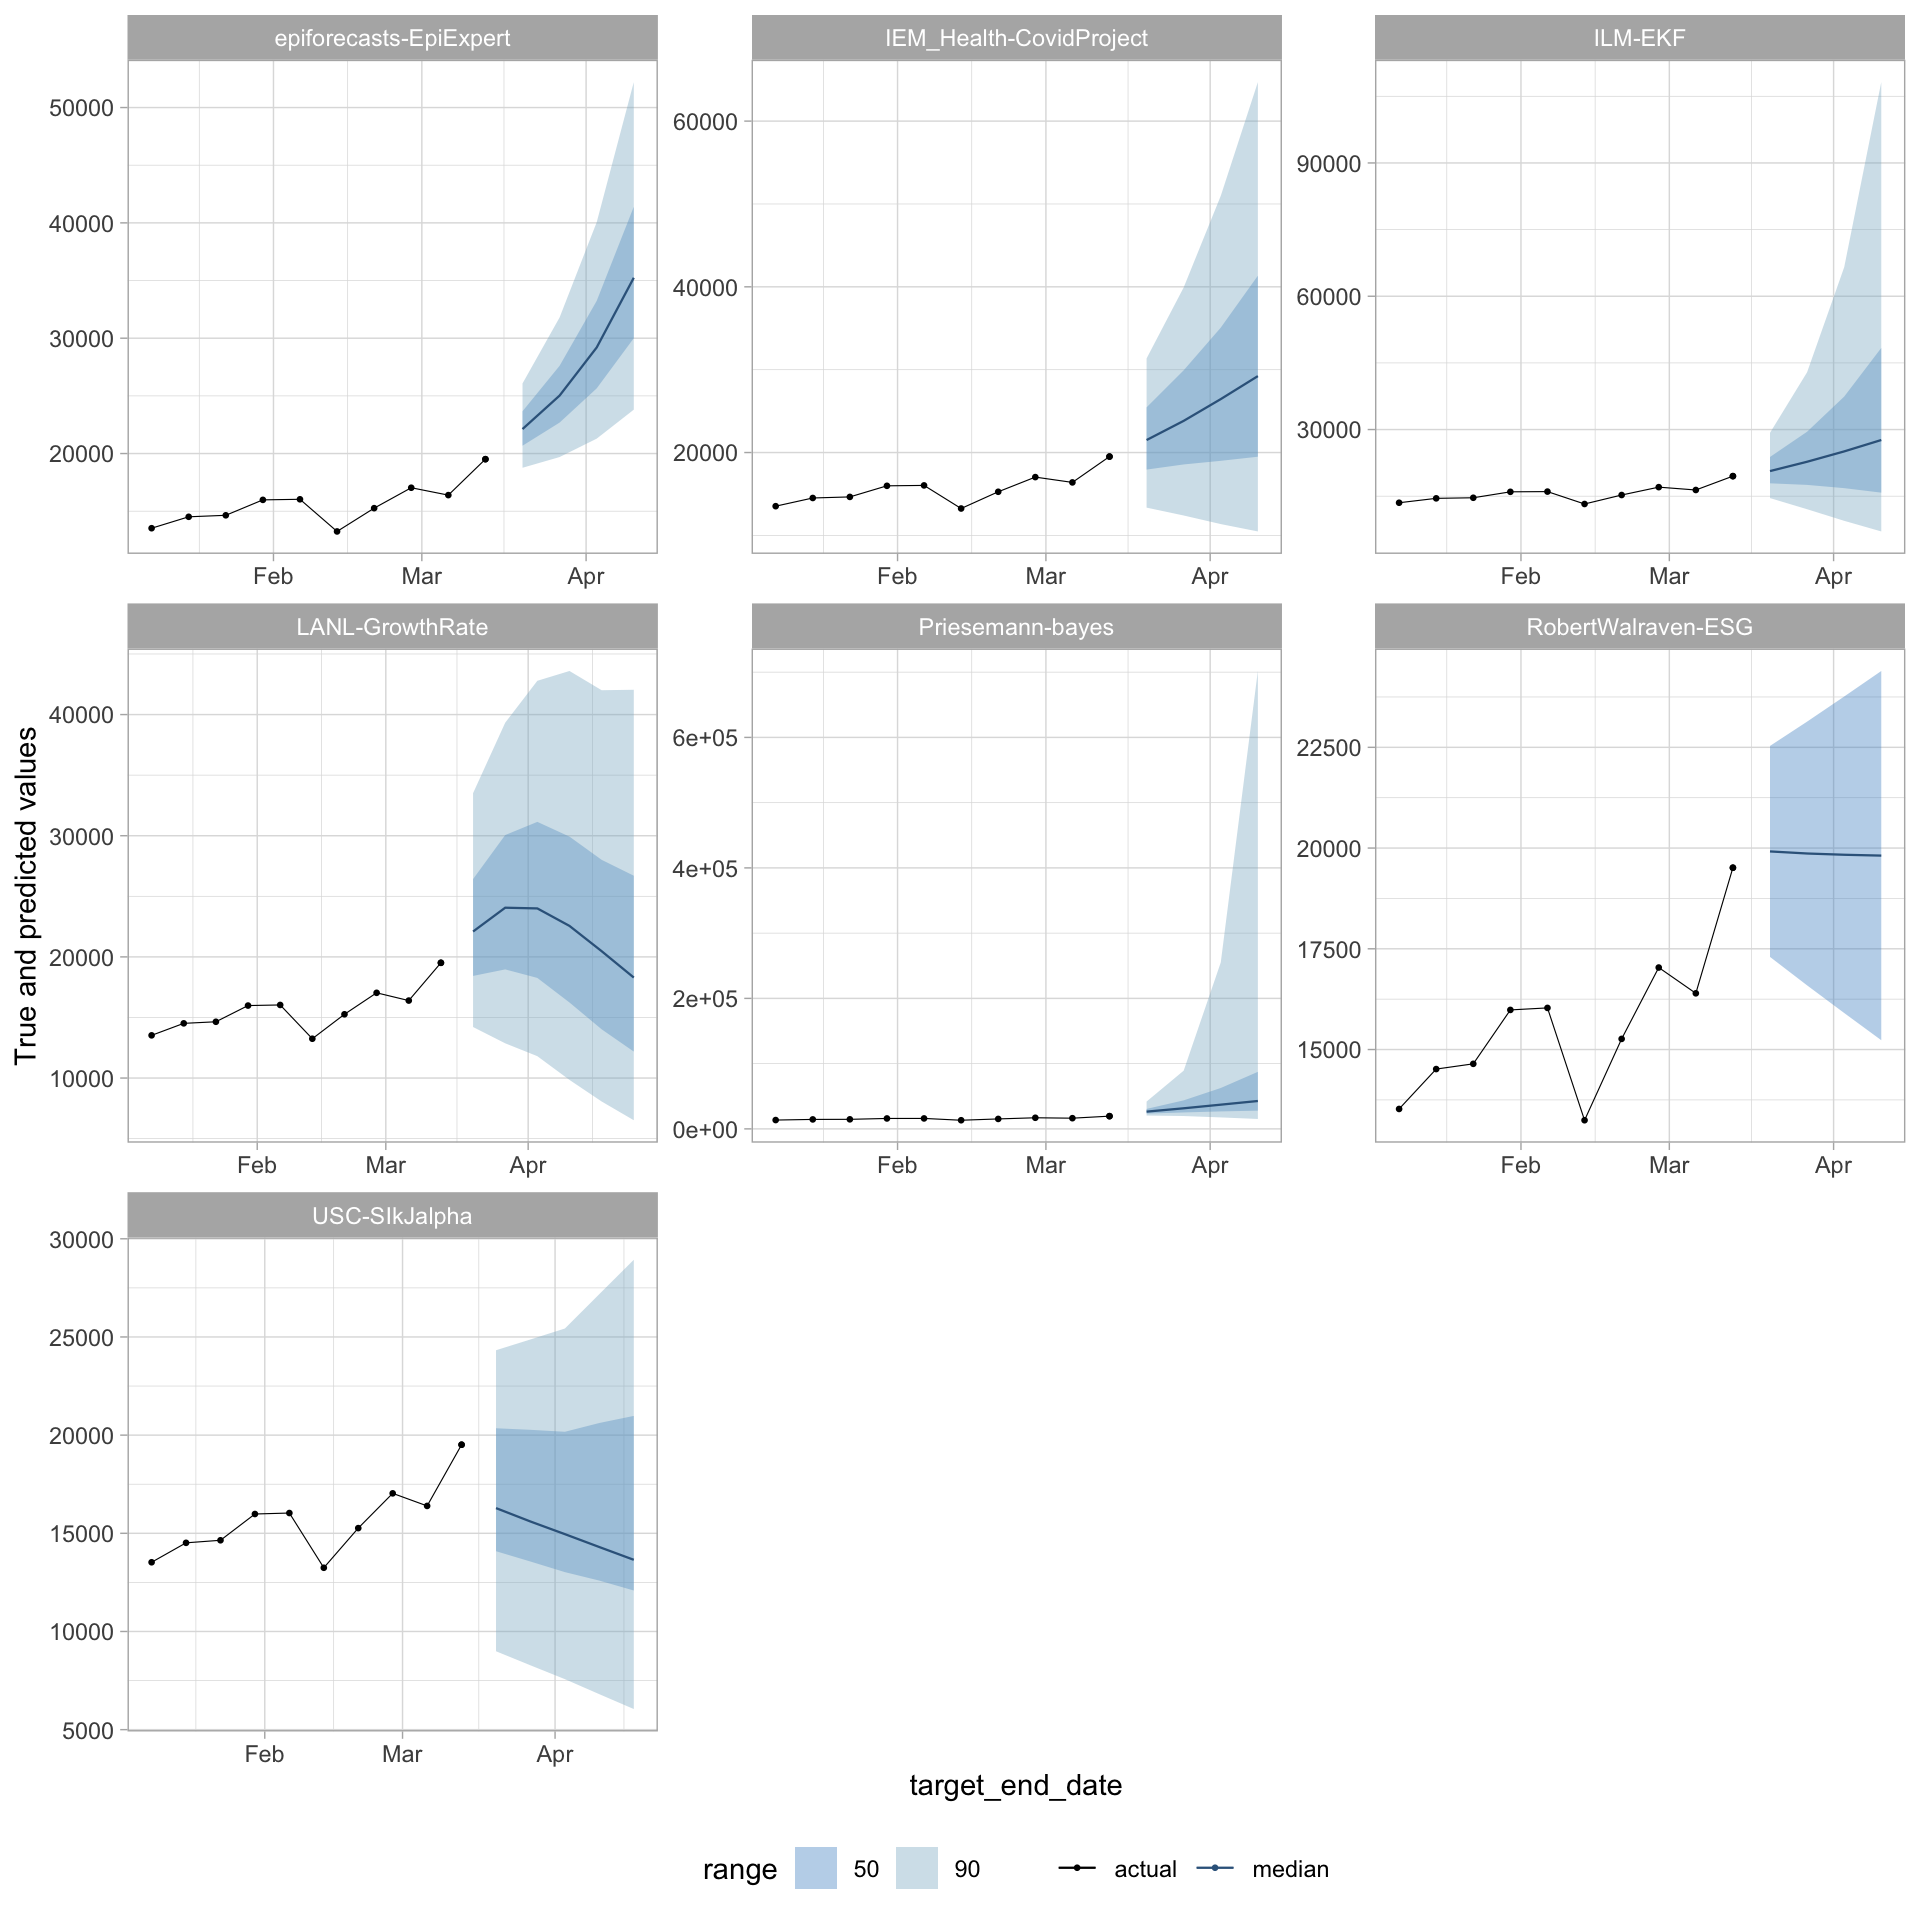 epiforecasts-EpiExpert
IEM_Health-CovidProject
ILM-EKF
50000
40000
30000
20000
Feb Mar Apr
60000
40000
20000
Feb Mar Apr
90000
60000
30000
Feb Mar Apr
True and predicted values
LANL-GrowthRate
Priesemann-bayes
RobertWalraven-ESG
40000
30000
20000
10000
Feb Mar Apr
6e+05
4e+05
2e+05
0e+00
Feb Mar Apr
22500
20000
17500
15000
Feb Mar Apr
USC-SIkJalpha
30000
25000
20000
15000
10000
5000
Feb Mar Apr
target_end_date
range 50 90 actual median